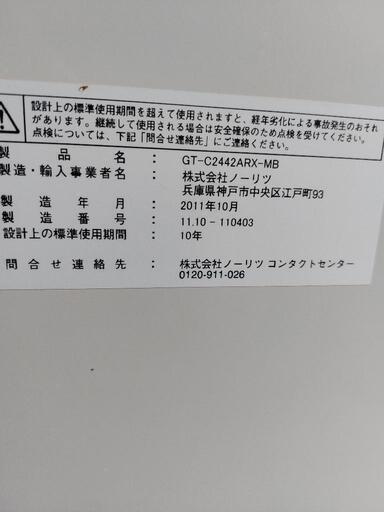 設計上の標準使用期間を超えて使用されますと、経年劣化による事故発生のおそれ
があります。継続して使用される場合は安全確保のため点検を受けてください。
点検については、下記「問合せ連絡先」にご連絡ください。
製 品 名 : GT-C2442ARX-MB
製造・輸入事業者名 : 株式会社ノーリツ
兵庫県神戸市中央区江戸町93
製 造 年 月 : 2011年10月
製 造 番 号 : 11.10 - 110403
設計上の標準使用期間 : 10年
問 合 せ 連 絡 先 : 株式会社ノーリツ コンタクトセンター
0120-911-026